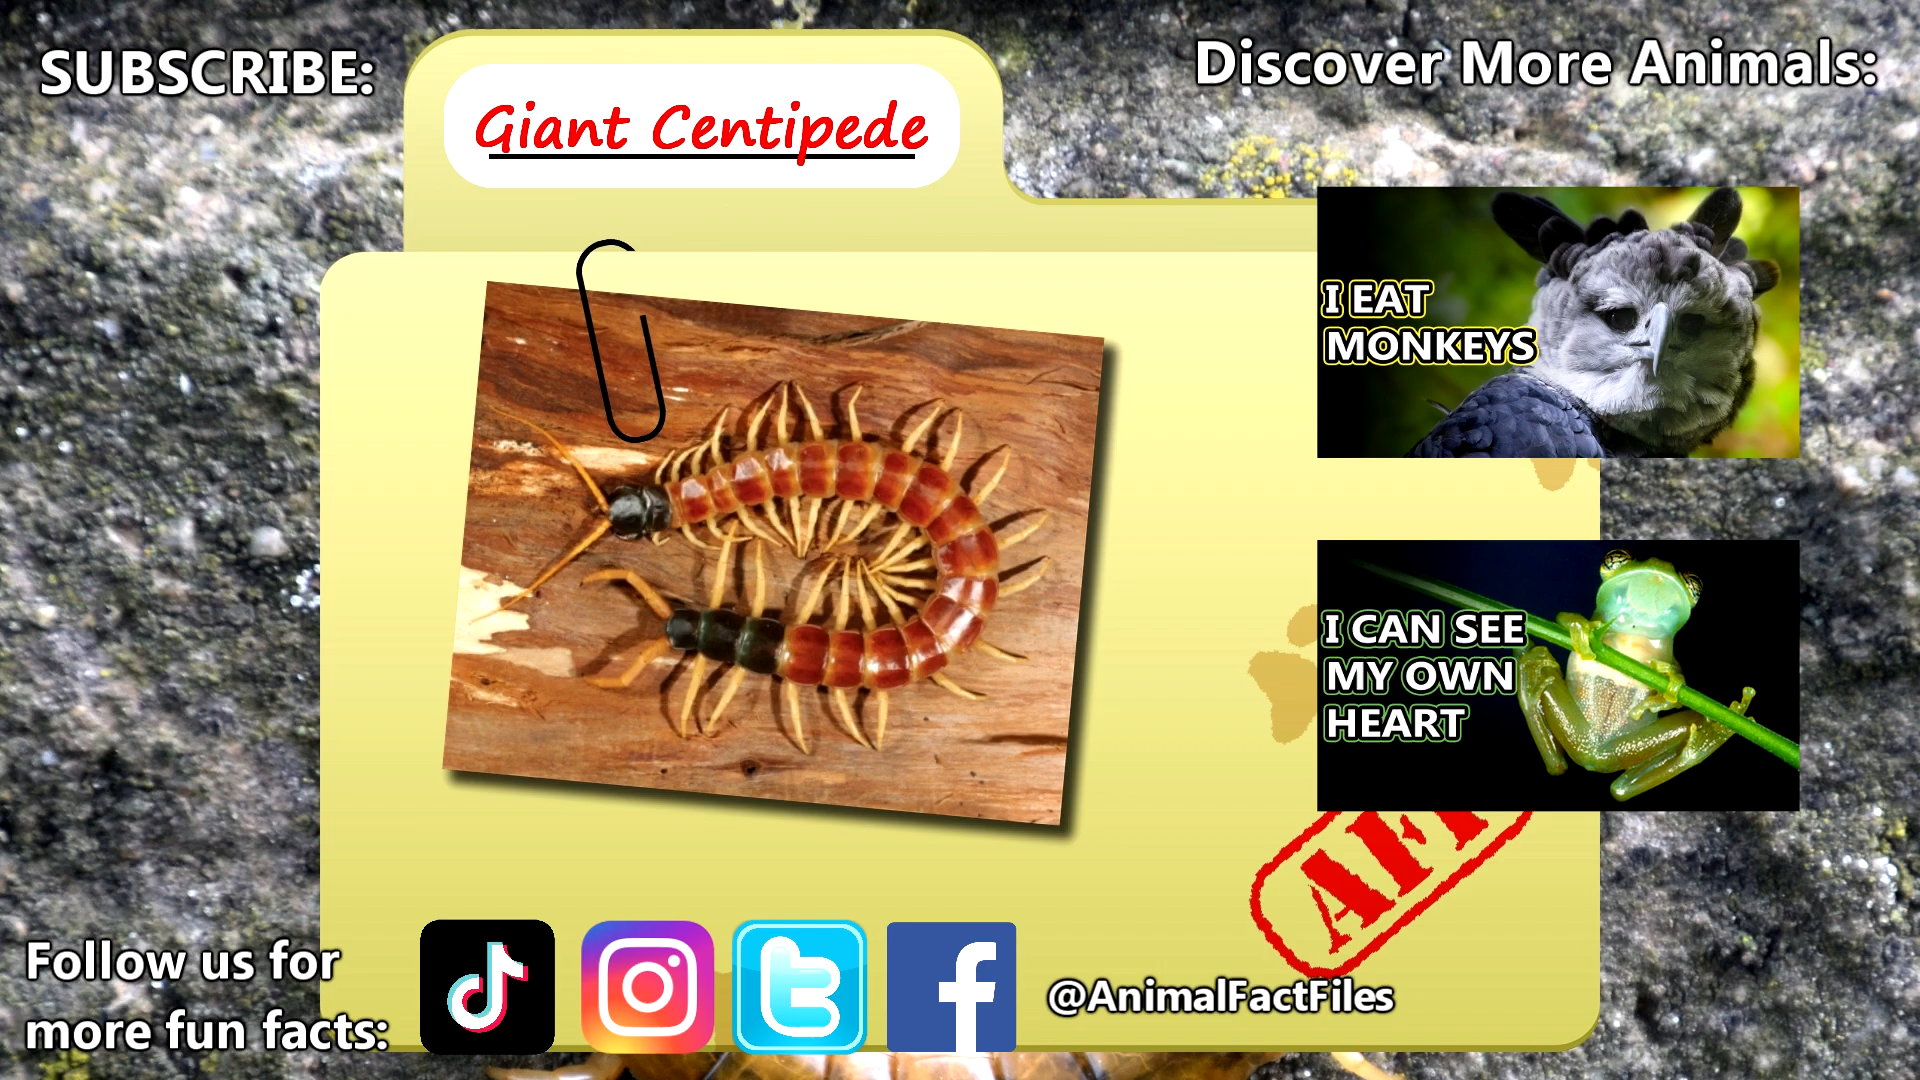 SUBSCRIBE:
Giant Centipede
Discover More Animals:
I EAT
MONKEYS
I CAN SEE
MY OWN
HEART
AFF
Follow us for
more fun facts:
@AnimalFactFiles